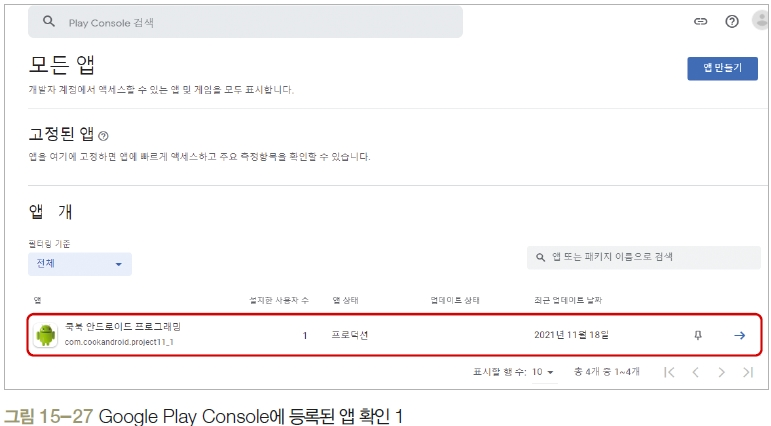 Play Console 검색
모든 앱
앱 만들기
개발자 계정에서 액세스할 수 있는 앱 및 게임을 모두 표시합니다.
고정된 앱
앱을 여기에 고정하면 앱에 빠르게 액세스하고 주요 측정항목을 확인할 수 있습니다.
앱 개
필터링 기준
전체
앱 또는 패키지 이름으로 검색
앱 설치한 사용자 수 앱 상태 업데이트 상태 최근 업데이트 날짜
쿡북 안드로이드 프로그래밍
com.cookandroid.project11_1
1 프로덕션 2021년 11월 18일
표시할 행 수: 10 총 4개 중 1~4개
그림 15-27 Google Play Console에 등록된 앱 확인 1